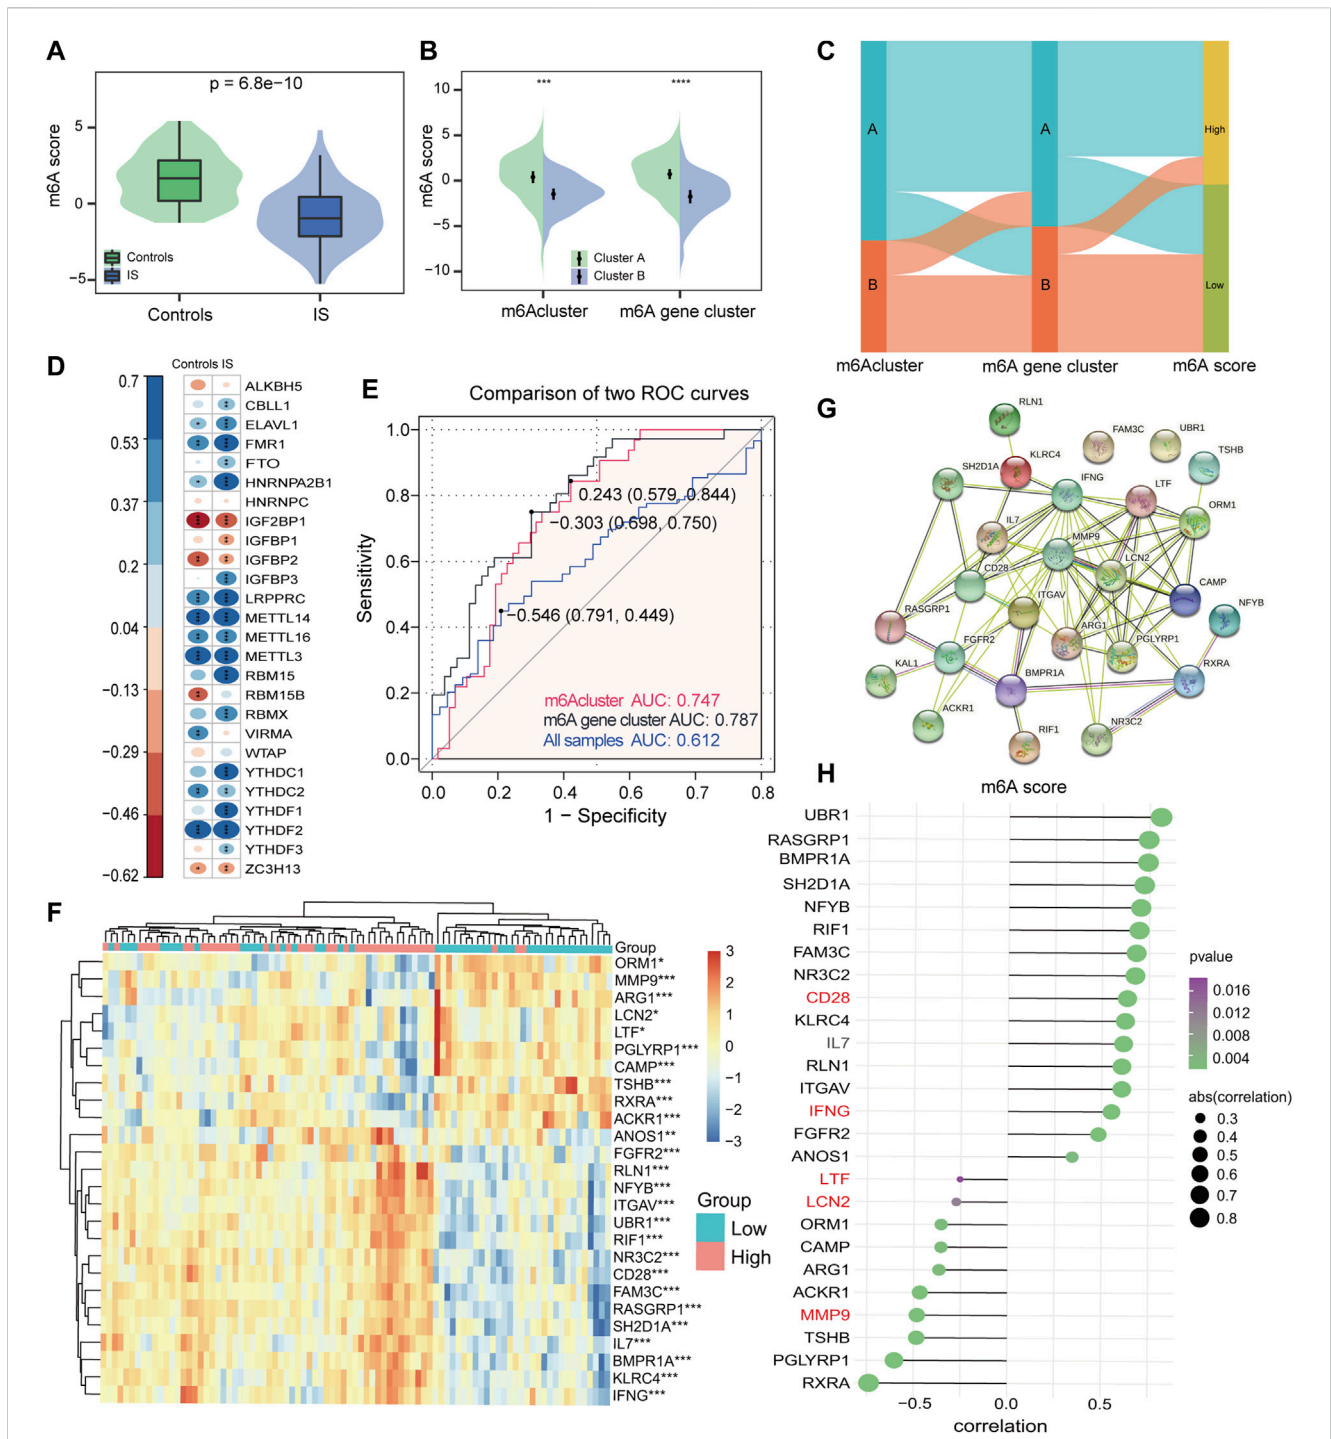 A
p = 6.8e−10
m6A score
5
0
−5
Controls
IS
Controls
IS
B
m6A score
10
5
0
−5
−10
***
****
Cluster A
Cluster B
m6Acluster
m6A gene cluster
C
A
B
A
B
High
Low
m6Acluster
m6A gene cluster
m6A score
D
Controls IS
0.7
0.53
0.37
0.2
0.04
−0.13
−0.29
−0.46
−0.62
ALKBH5
CBLL1
ELAVL1
FMR1
FTO
HNRNPA2B1
HNRNPC
IGF2BP1
IGFBP1
IGFBP2
IGFBP3
LRPPRC
METTL14
METTL16
METTL3
RBM15
RBM15B
RBMX
VIRMA
WTAP
YTHDC1
YTHDC2
YTHDF1
YTHDF2
YTHDF3
ZC3H13
E
Comparison of two ROC curves
Sensitivity
1.0
0.8
0.6
0.4
0.2
0.0
0.243 (0.579, 0.844)
−0.303 (0.698, 0.750)
−0.546 (0.791, 0.449)
m6Acluster AUC: 0.747
m6A gene cluster AUC: 0.787
All samples AUC: 0.612
0.0
0.2
0.4
0.6
0.8
1 − Specificity
F
Group
ORM1*
MMP9***
ARG1***
LCN2*
LTF*
PGLYRP1***
CAMP***
TSHB***
RXRA***
ACKR1***
ANOS1**
FGFR2***
RLN1***
NFYB***
ITGAV***
UBR1***
RIF1***
NR3C2***
CD28***
FAM3C***
RASGRP1***
SH2D1A***
IL7***
BMPR1A***
KLRC4***
IFNG***
3
2
1
0
−1
−2
−3
Group
Low
High
G
RLN1
FAM3C
UBR1
TSHB
SH2D1A
KLRC4
IFNG
LTF
ORM1
IL7
MMP9
LCN2
CD28
CAMP
ITGAV
NFYB
RASGRP1
ARG1
PGLYRP1
FGFR2
KAL1
BMPR1A
RXRA
ACKR1
RIF1
NR3C2
H
m6A score
UBR1
RASGRP1
BMPR1A
SH2D1A
NFYB
RIF1
FAM3C
NR3C2
CD28
KLRC4
IL7
RLN1
ITGAV
IFNG
FGFR2
ANOS1
LTF
LCN2
ORM1
CAMP
ARG1
ACKR1
MMP9
TSHB
PGLYRP1
RXRA
−0.5
0.0
0.5
correlation
pvalue
0.016
0.012
0.008
0.004
abs(correlation)
0.3
0.4
0.5
0.6
0.7
0.8